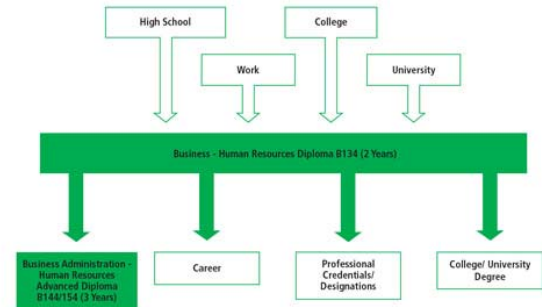 High School
College
Work
University
Business - Human Resources Diploma B134 (2 Years)
Business Administration -
Human Resources
Advanced Diploma
B144/154 (3 Years)
Career
Professional
Credentials/
Designations
College/ University
Degree